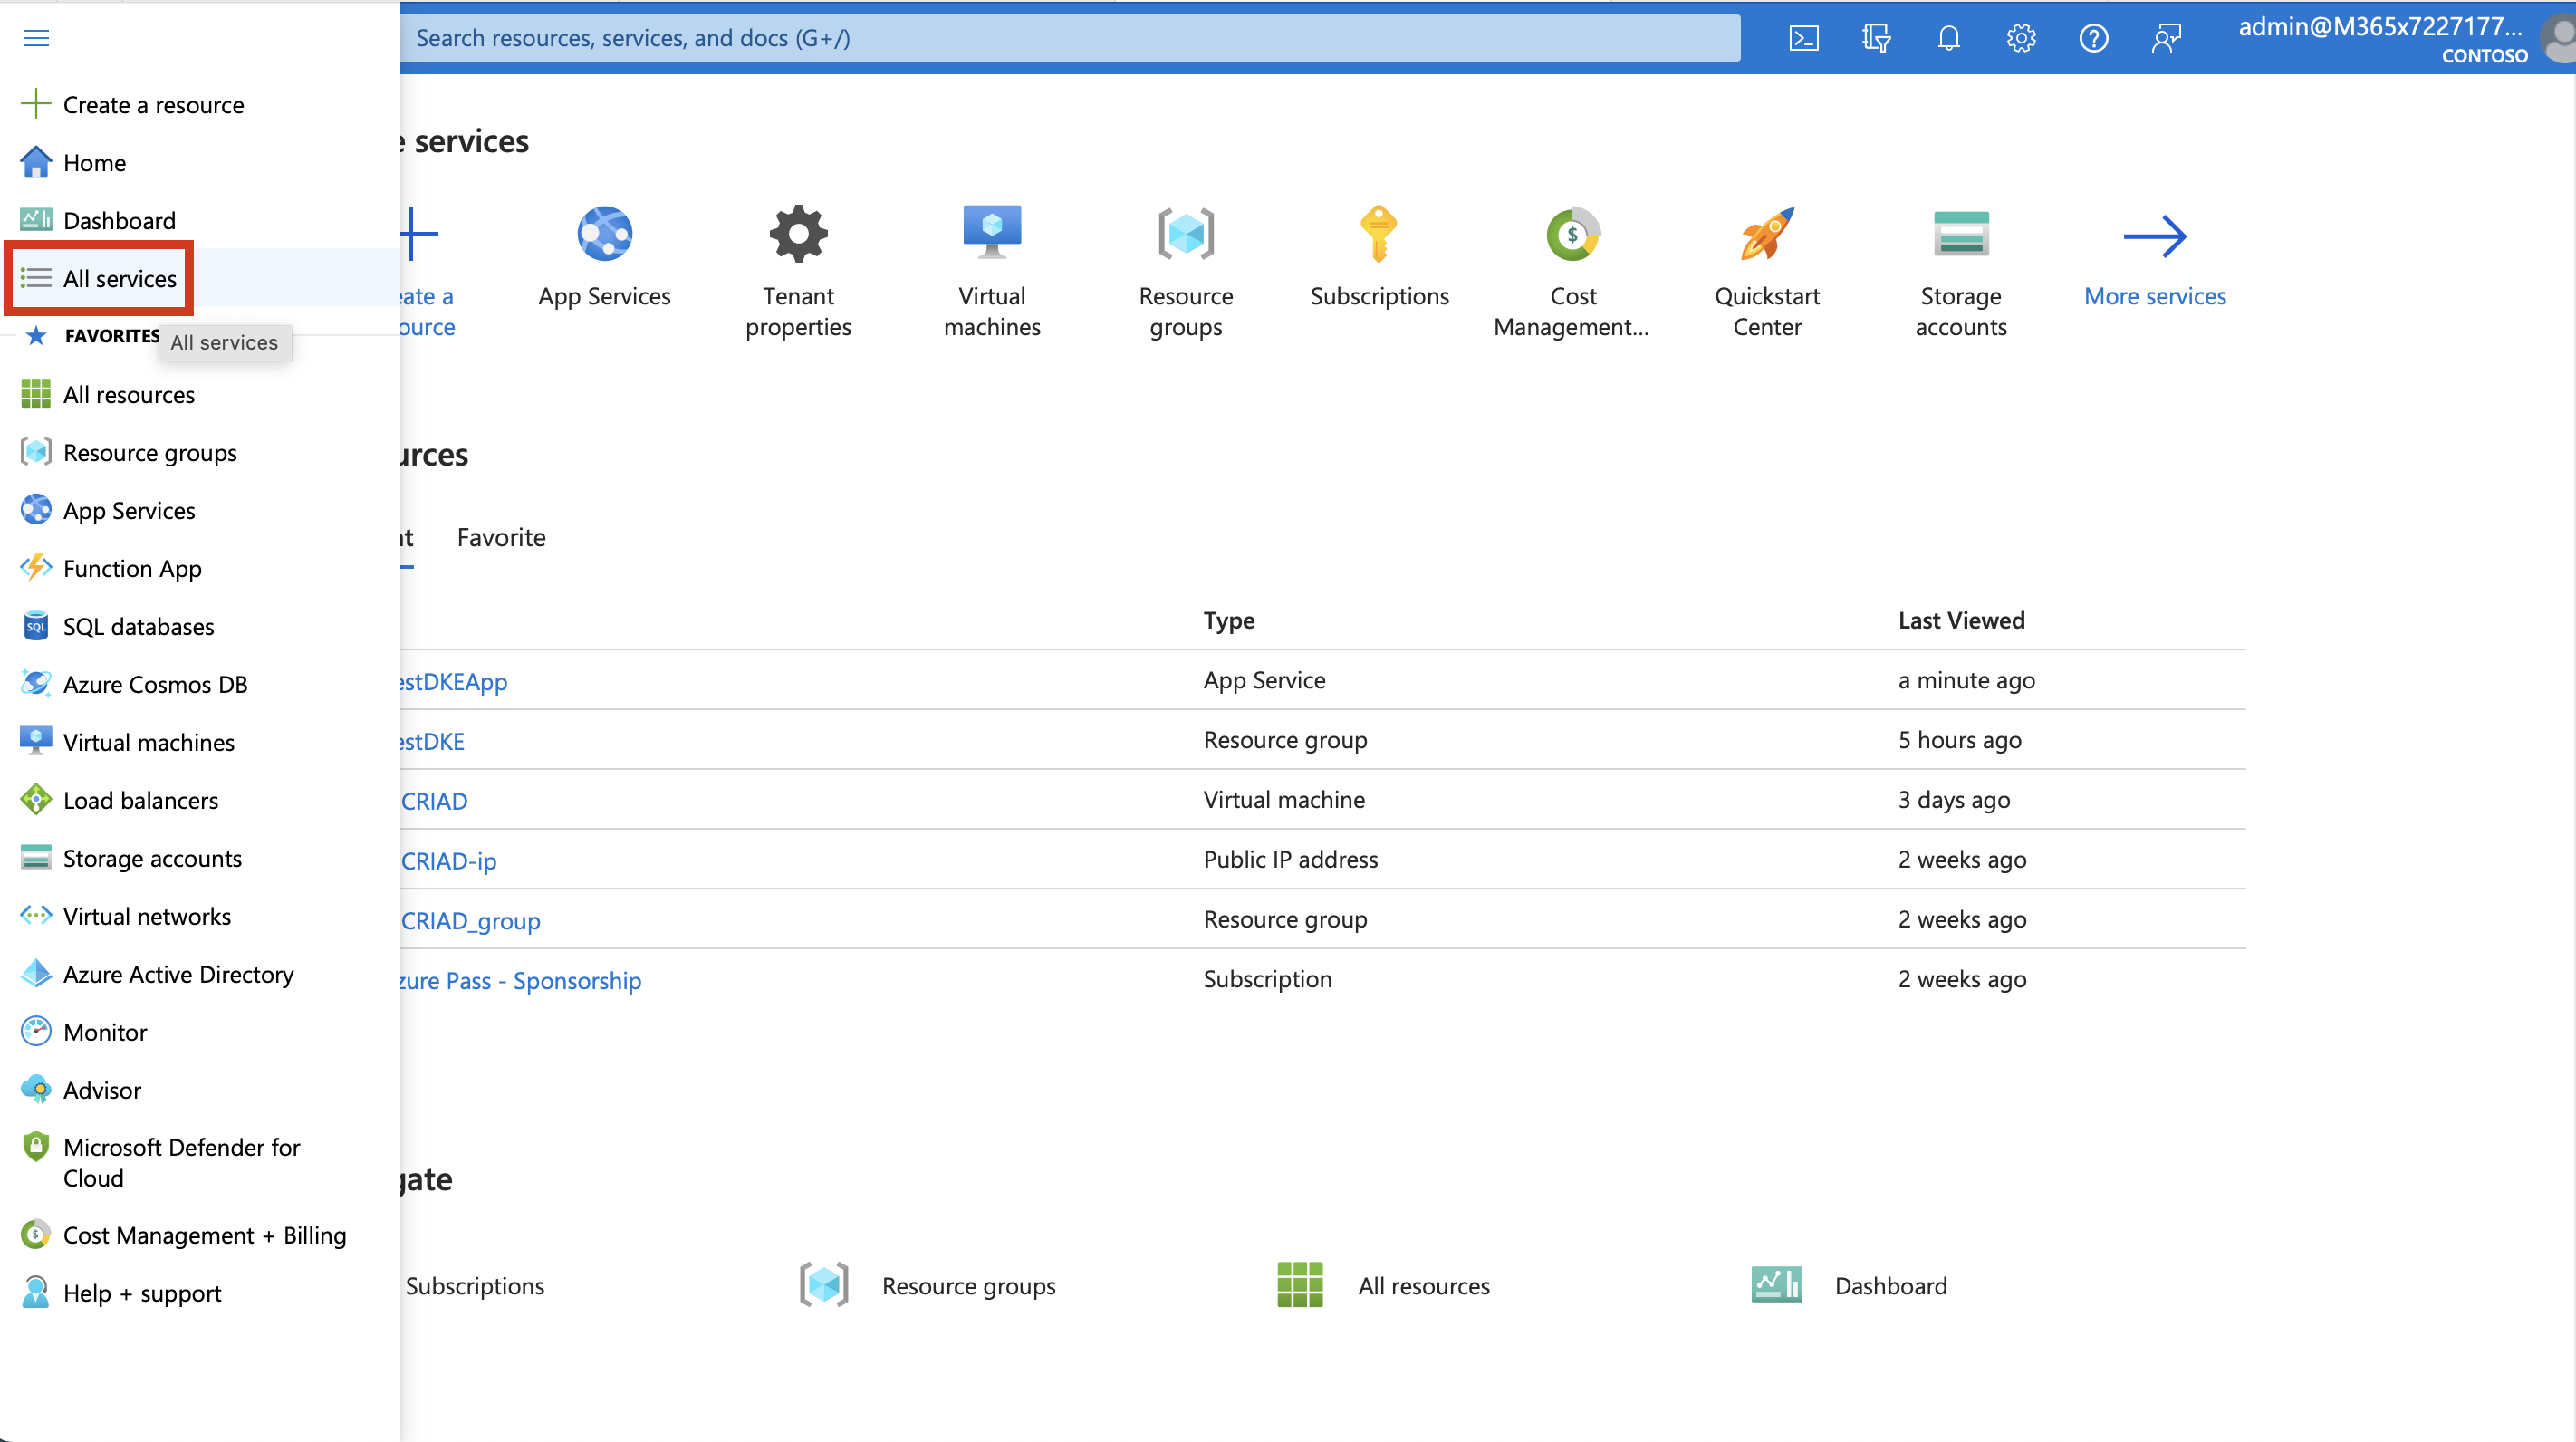 Search resources, services, and docs (G+/)
admin@M365x7227177...
CONTOSO
Create a resource
Home
Dashboard
All services
FAVORITES
All services
All resources
Resource groups
App Services
Function App
SQL databases
Azure Cosmos DB
Virtual machines
Load balancers
Storage accounts
Virtual networks
Azure Active Directory
Monitor
Advisor
Microsoft Defender for
Cloud
Cost Management + Billing
Help + support
e services
eate a
ource
App Services
Tenant
properties
Virtual
machines
Resource
groups
Subscriptions
Cost
Management...
Quickstart
Center
Storage
accounts
More services
urces
nt
Favorite
Type
Last Viewed
estDKEApp
App Service
a minute ago
estDKE
Resource group
5 hours ago
CRIAD
Virtual machine
3 days ago
CRIAD-ip
Public IP address
2 weeks ago
CRIAD_group
Resource group
2 weeks ago
zure Pass - Sponsorship
Subscription
2 weeks ago
gate
Subscriptions
Resource groups
All resources
Dashboard